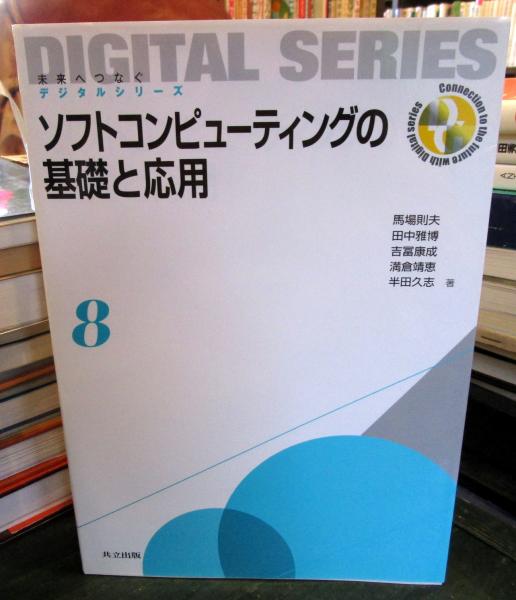 DIGITAL SERIES
未来へつなぐ
デジタルシリーズ
Connection to the future with Digital series
ソフトコンピューティングの
基礎と応用
馬場則夫
田中雅博
吉冨康成
満倉靖恵
半田久志 著
8
共立出版